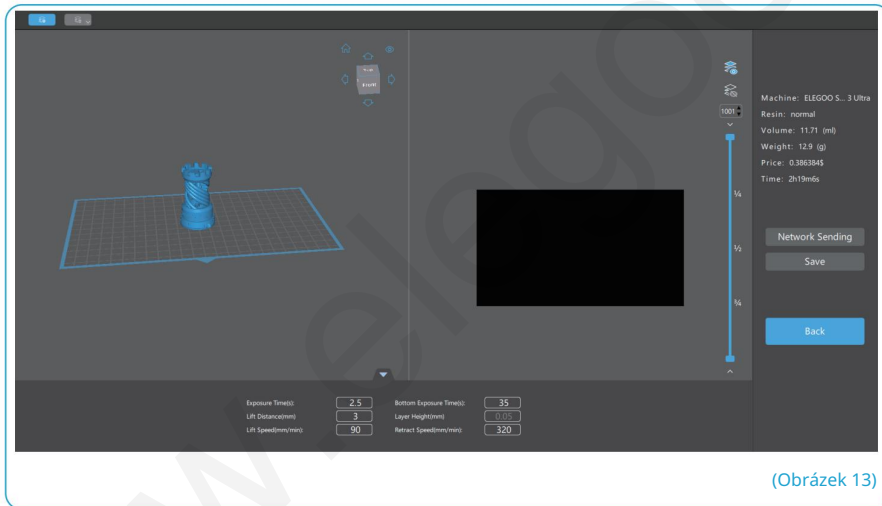 1001
1/4
1/2
3/4
Machine: ELEGOO S... 3 Ultra
Resin: normal
Volume: 11.71 (ml)
Weight: 12.9 (g)
Price: 0.386384$
Time: 2h19m6s
Network Sending
Save
Back
Exposure Time(s): 2.5 Bottom Exposure Time(s): 35
Lift Distance(mm) 3 Layer Height(mm) 0.05
Lift Speed(mm/min): 90 Retract Speed(mm/min): 320
(Obrázek 13)